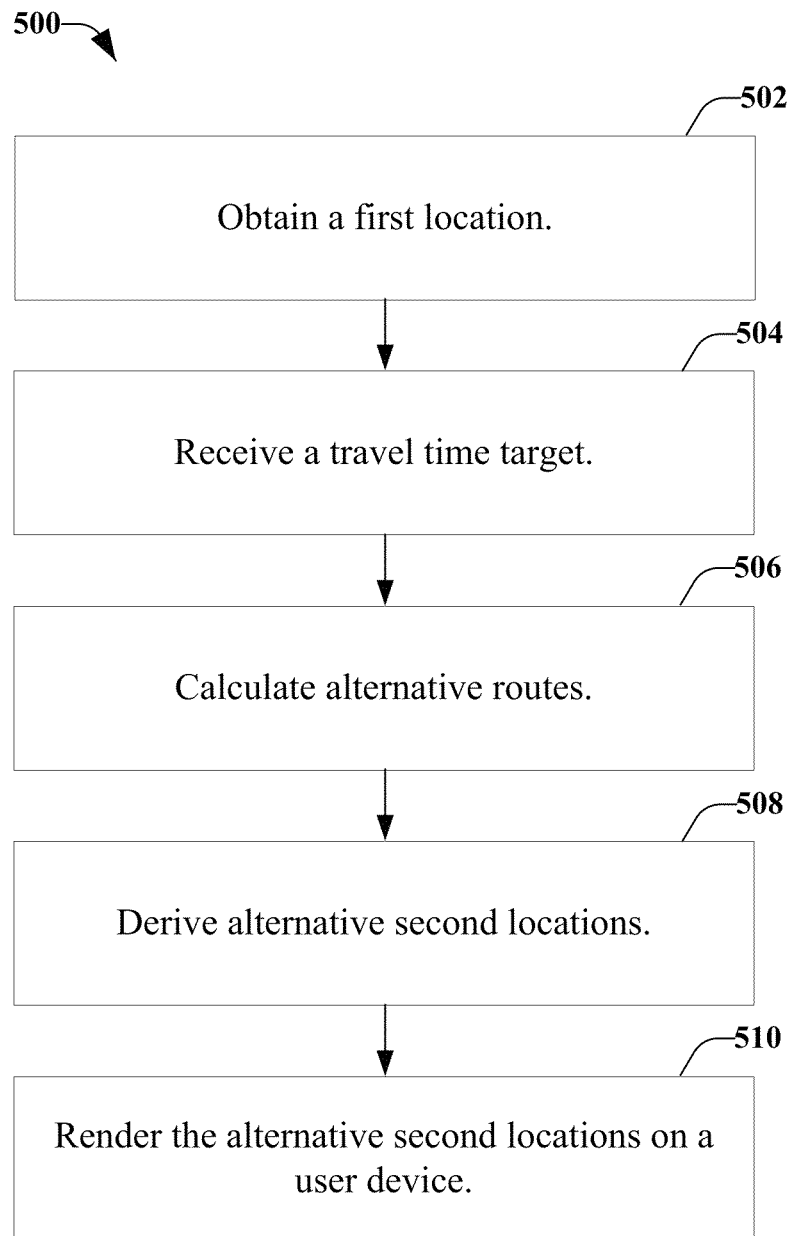 500
502
Obtain a first location.
504
Receive a travel time target.
506
Calculate alternative routes.
508
Derive alternative second locations.
510
Render the alternative second locations on a
user device.